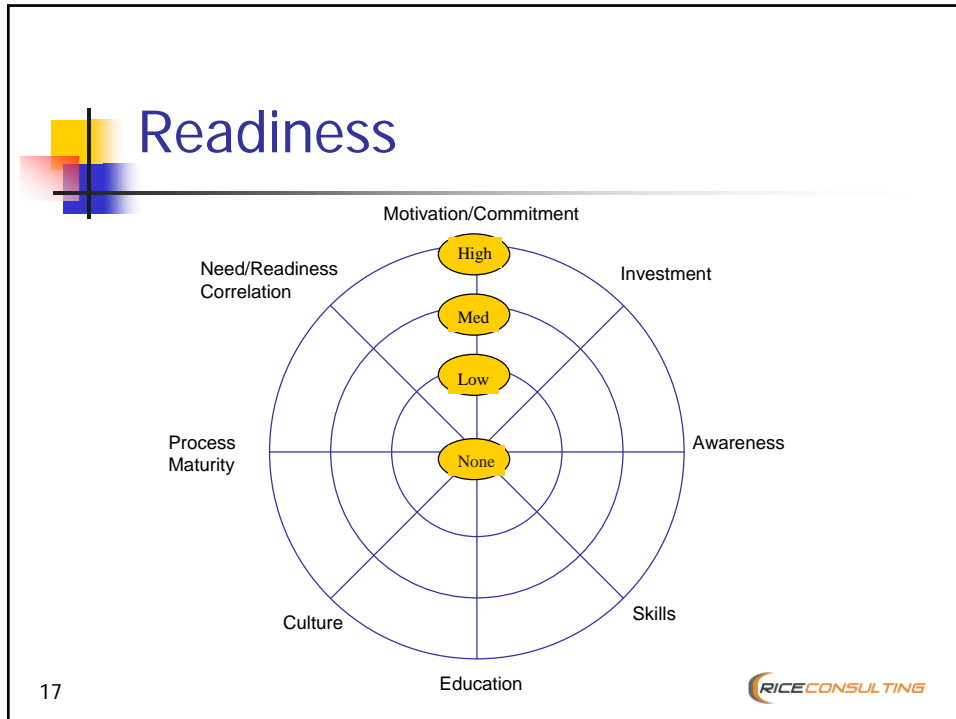 Readiness
Motivation/Commitment
High
Need/Readiness
Correlation
Investment
Med
Low
Process
Maturity
None
Awareness
Culture
Skills
Education
17
RICECONSULTING